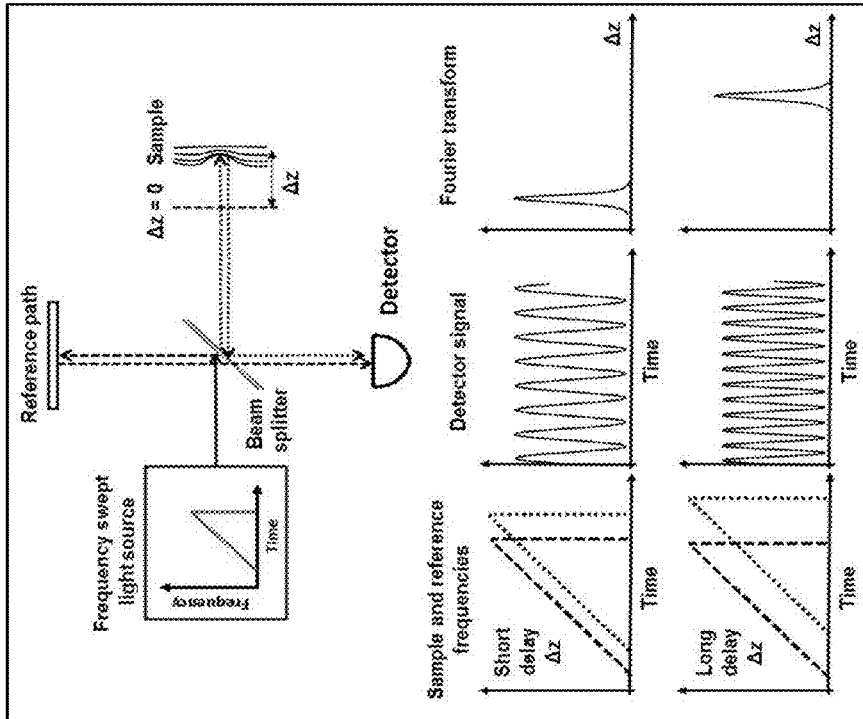 Reference path
Δz = 0 Sample
Frequency swept
light source
Frequency
Time
Beam
splitter
Δz
Detector
Sample and reference
frequencies
Detector signal
Fourier transform
Short
delay
Δz
Time
Time
Δz
Long
delay
Δz
Time
Time
Δz